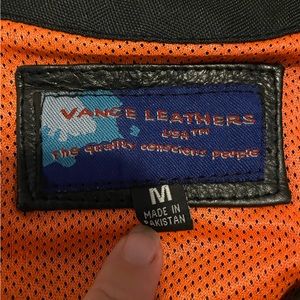 VANCE LEATHERS
USA™
The quality conscious people
M
MADE IN
PAKISTAN